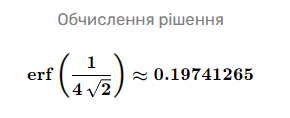 Обчислення рішення
erf(1/(4√2)) ≈ 0.19741265